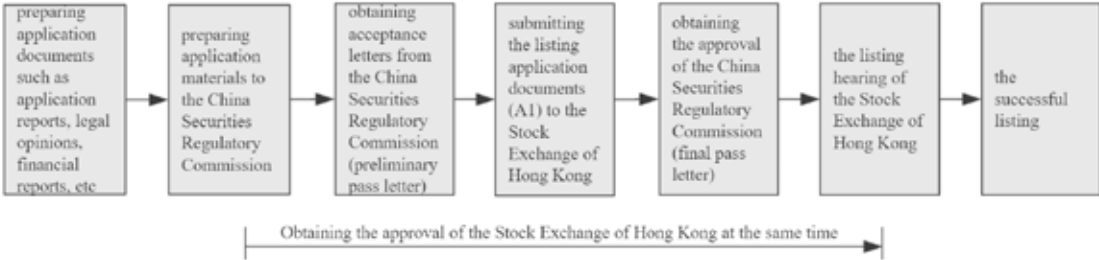 preparing
application
documents
such as
application
reports, legal
opinions,
financial
reports, etc
preparing
application
materials to
the China
Securities
Regulatory
Commission
obtaining
acceptance
letters from
the China
Securities
Regulatory
Commission
(preliminary
pass letter)
submitting
the listing
application
documents
(A1) to the
Stock
Exchange of
Hong Kong
obtaining
the approval
of the China
Securities
Regulatory
Commission
(final pass
letter)
the listing
hearing of
the Stock
Exchange of
Hong Kong
the
successful
listing
Obtaining the approval of the Stock Exchange of Hong Kong at the same time